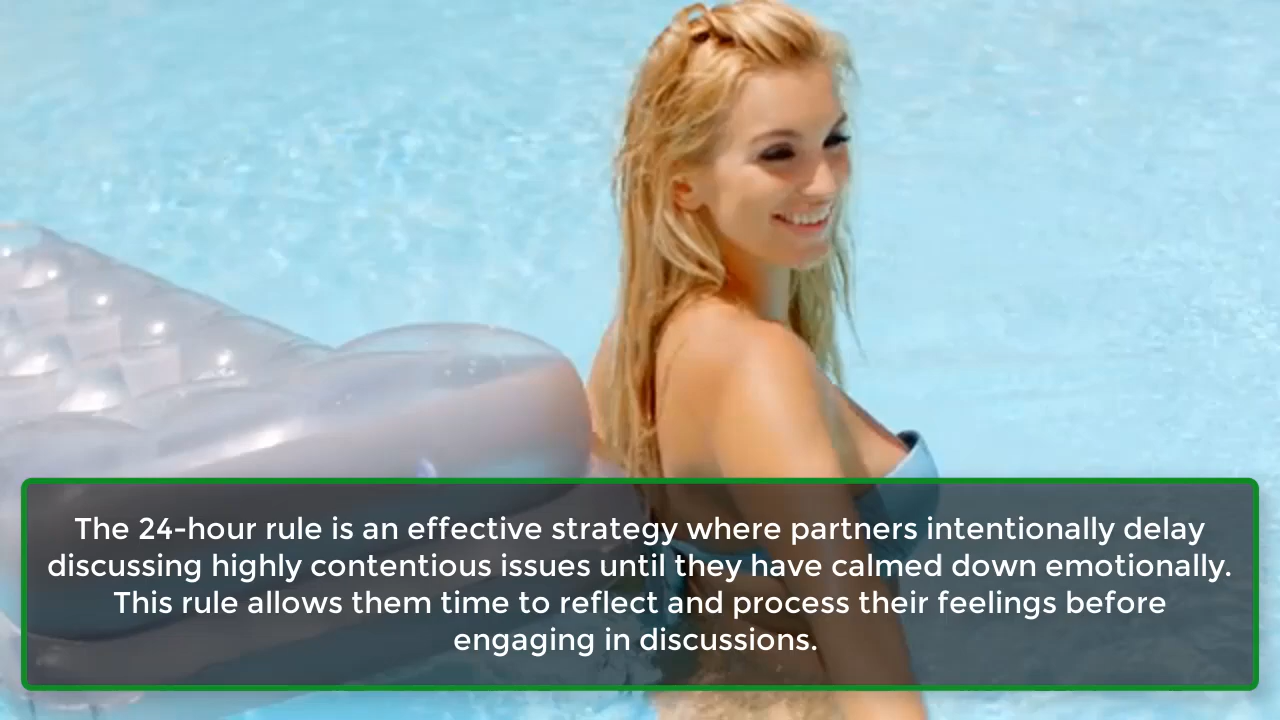 The 24-hour rule is an effective strategy where partners intentionally delay
discussing highly contentious issues until they have calmed down emotionally.
This rule allows them time to reflect and process their feelings before
engaging in discussions.